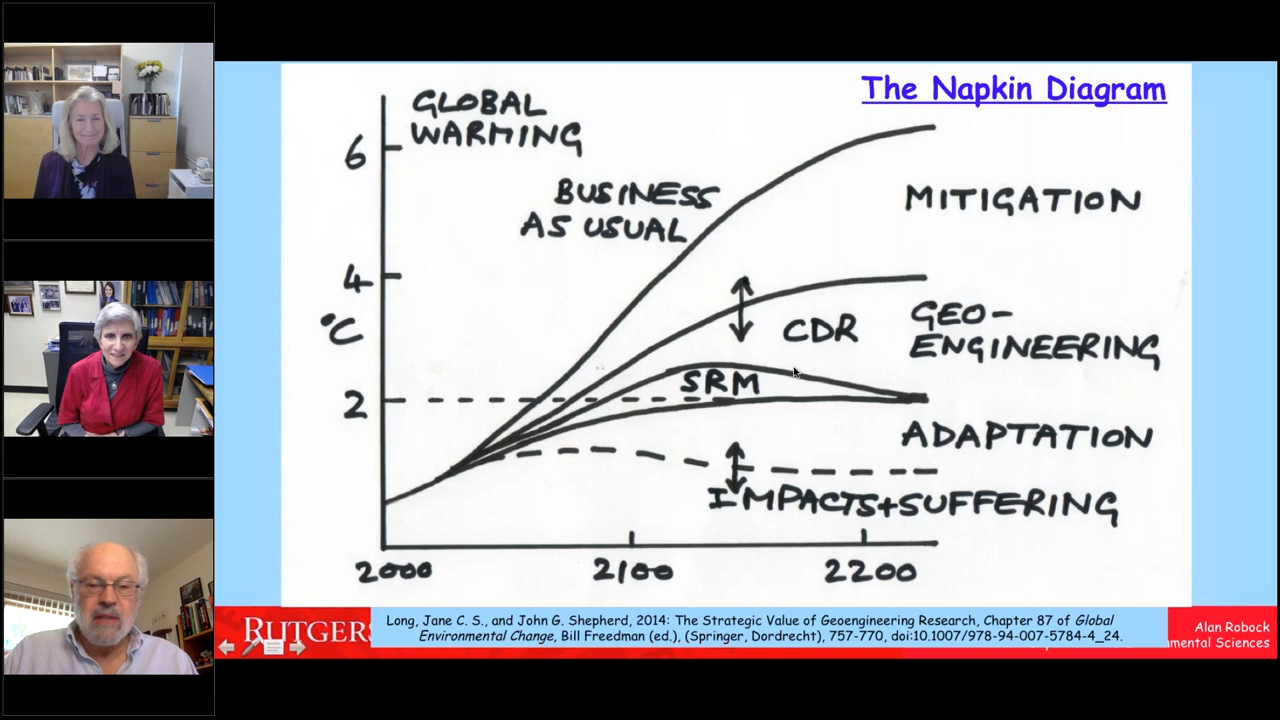 The Napkin Diagram
GLOBAL
WARMING
6
BUSINESS
AS USUAL
MITIGATION
4
°C
CDR
GEO-
ENGINEERING
SRM
2
ADAPTATION
IMPACTS+SUFFERING
2000 2100 2200
RUTGERS
Long, Jane C. S., and John G. Shepherd, 2014: The Strategic Value of Geoengineering Research, Chapter 87 of Global
Environmental Change, Bill Freedman (ed.), (Springer, Dordrecht), 757-770, doi:10.1007/978-94-007-5784-4_24.
Alan Robock
mental Sciences